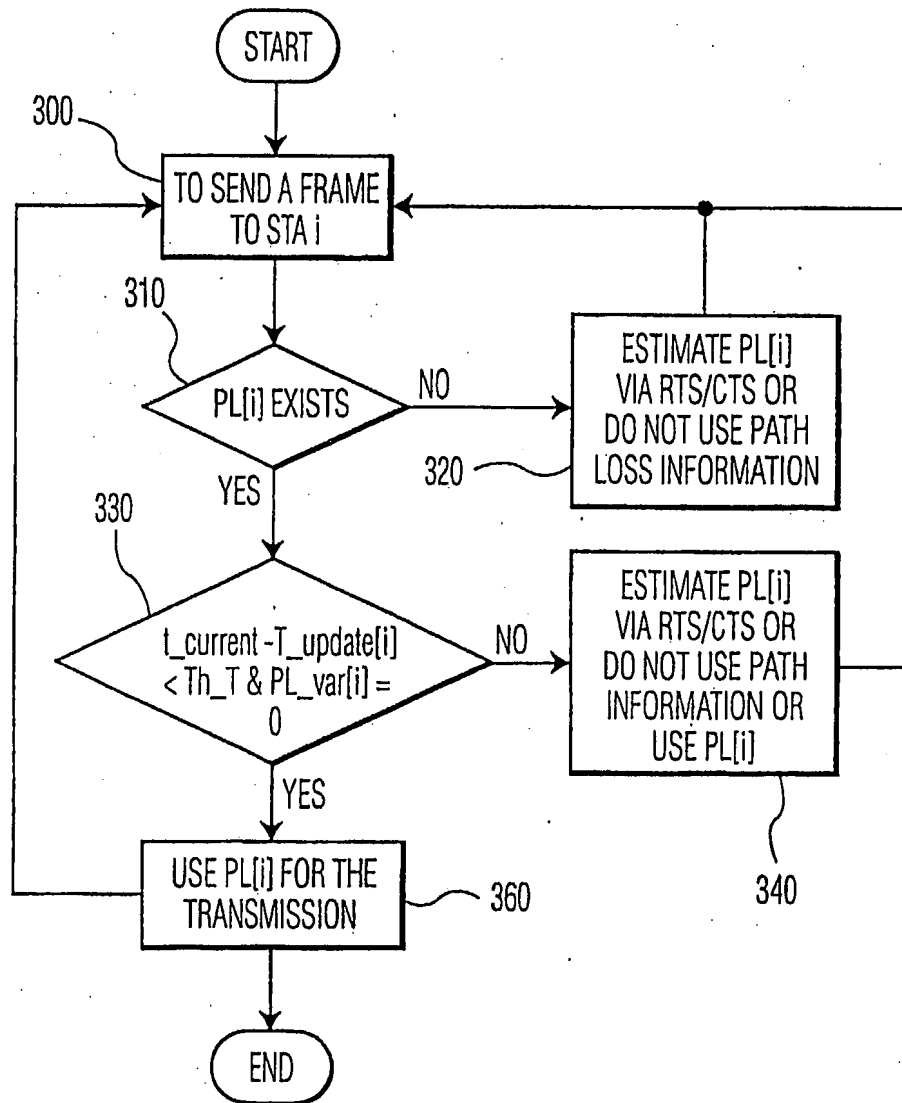 START
300
TO SEND A FRAME
TO STA i
310
PL[i] EXISTS
NO
ESTIMATE PL[i]
VIA RTS/CTS OR
DO NOT USE PATH
LOSS INFORMATION
320
YES
330
t_current -T_update[i]
< Th_T & PL_var[i] =
0
NO
ESTIMATE PL[i]
VIA RTS/CTS OR
DO NOT USE PATH
INFORMATION OR
USE PL[i]
340
YES
USE PL[i] FOR THE
TRANSMISSION
360
END